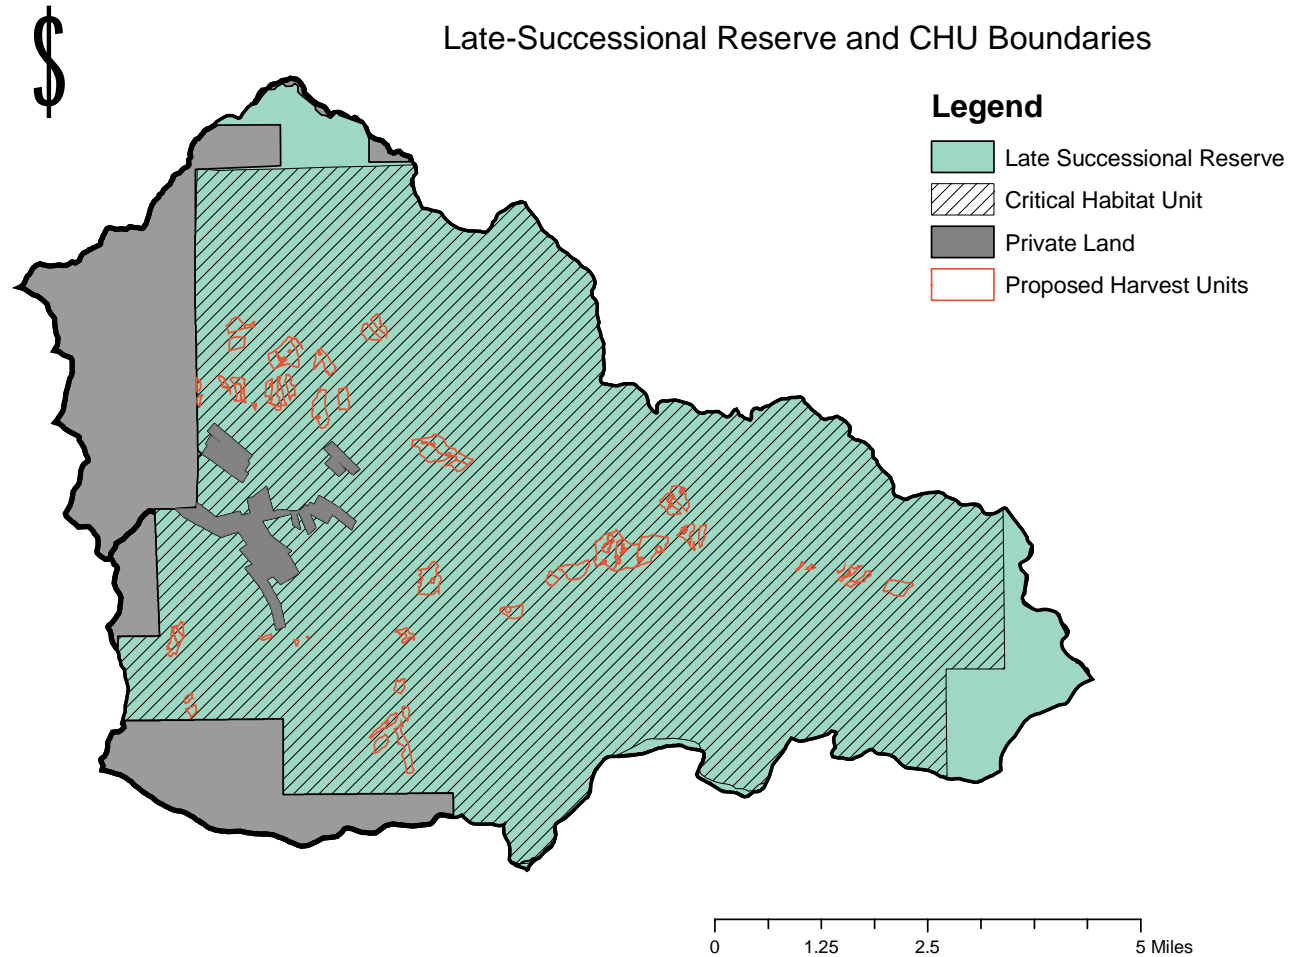 $
Late-Successional Reserve and CHU Boundaries
Legend
Late Successional Reserve
Critical Habitat Unit
Private Land
Proposed Harvest Units
0 1.25 2.5 5 Miles